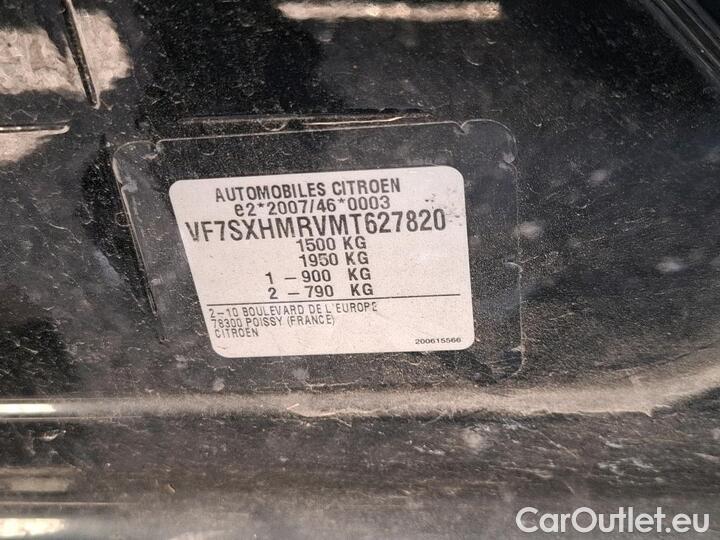 AUTOMOBILES CITROEN
e2*2007/46*0003
VF7SXHMRVMT627820
1500 KG
1950 KG
1 - 900 KG
2 - 790 KG
2-10 BOULEVARD DE L'EUROPE
78300 POISSY (FRANCE)
CITROEN
200615566
CarOutlet.eu